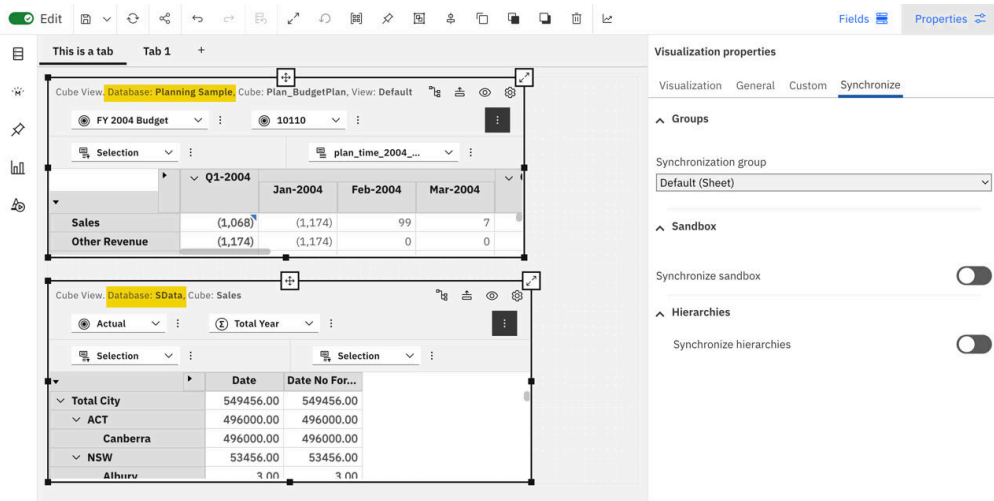 Edit
Fields
Properties
This is a tab Tab 1 +
Visualization properties
Visualization General Custom Synchronize
Cube View, Database: Planning Sample, Cube: Plan_BudgetPlan, View: Default
FY 2004 Budget 10110
Selection plan_time_2004_...
Q1-2004
Jan-2004 Feb-2004 Mar-2004
Sales (1,068) (1,174) 99 7
Other Revenue (1,174) (1,174) 0 0
Groups
Synchronization group
Default (Sheet)
Sandbox
Synchronize sandbox
Hierarchies
Synchronize hierarchies
Cube View, Database: SData, Cube: Sales
Actual Total Year
Selection Selection
Date Date No For...
Total City 549456.00 549456.00
ACT 496000.00 496000.00
Canberra 496000.00 496000.00
NSW 53456.00 53456.00
Albury 3.00 3.00